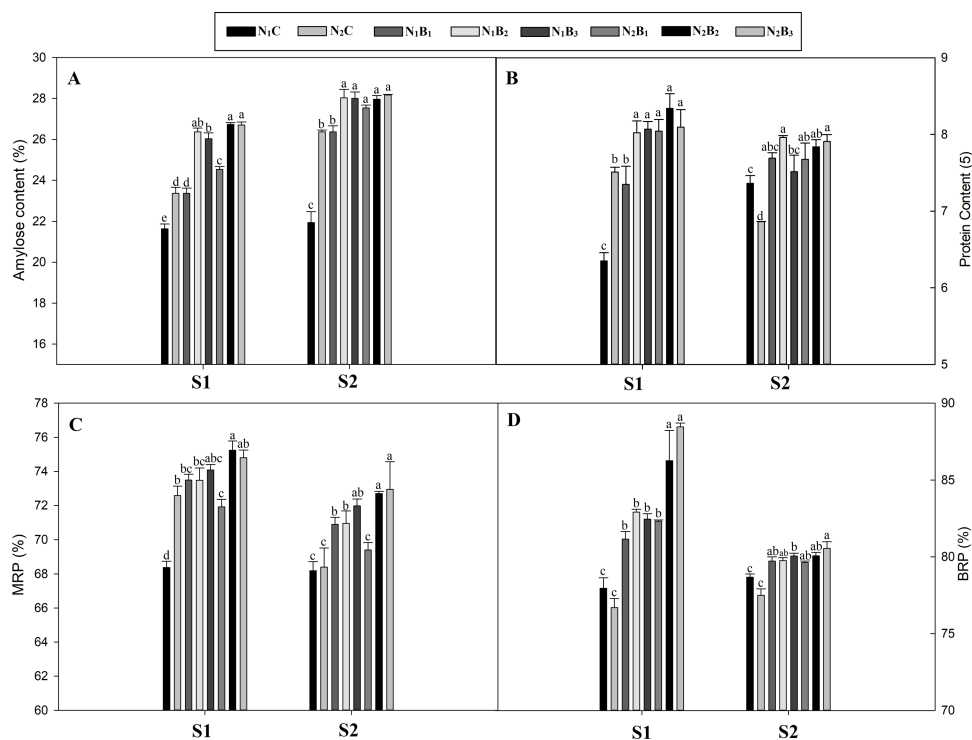 N₁C N₂C N₁B₁ N₁B₂ N₁B₃ N₂B₁ N₂B₂ N₂B₃
A
Amylose content (%)
30
28
26
24
22
20
18
16
e d d ab b c a a
c b b a a a a a
S1 S2
B
Protein Content (5)
9
8
7
6
5
c b b a a a a a
ab d abc a bc abc ab ab
S1 S2
C
MRP (%)
78
76
74
72
70
68
66
64
62
60
d b bc bc abc c a ab
c c b b ab c a a
S1 S2
D
BRP (%)
90
85
80
75
70
c c b b b b a a
c c ab ab b ab ab a
S1 S2